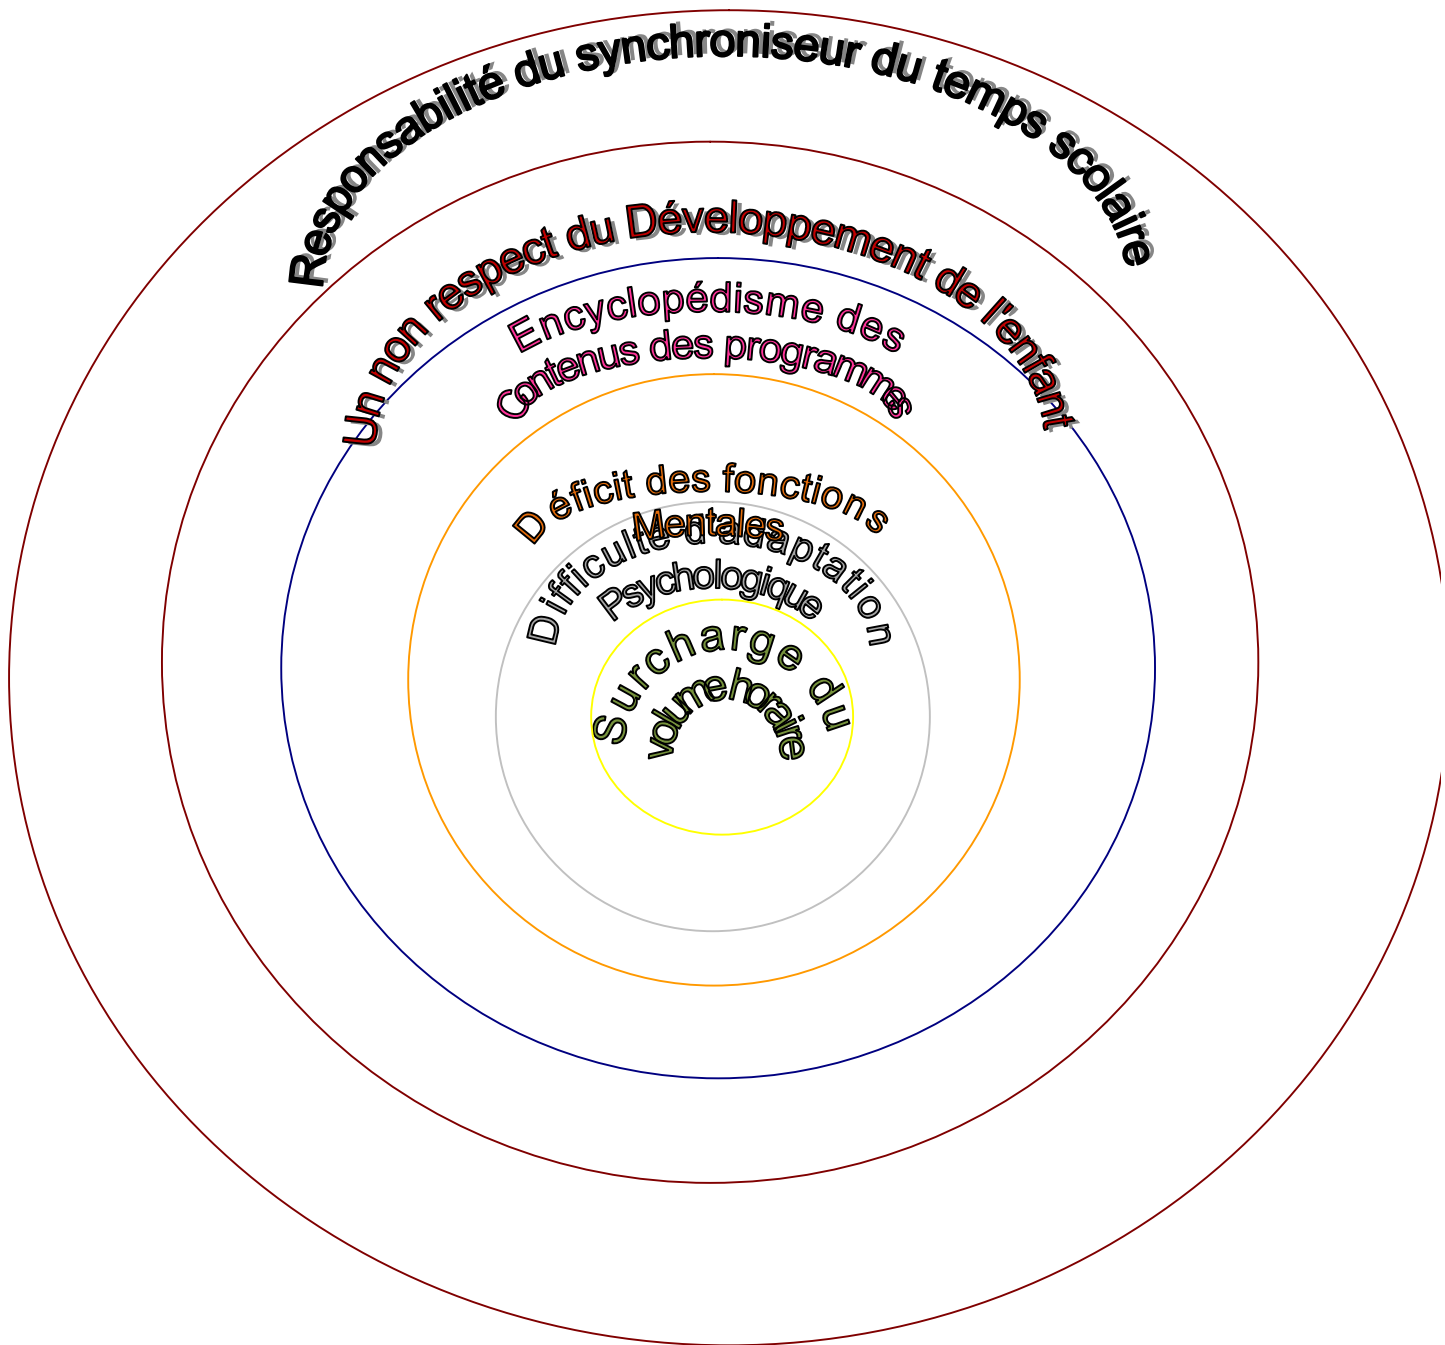 Responsabilité du synchroniseur du temps scolaire
Un non respect du Développement de l'enfant
Encyclopédisme des
Contenus des programmes
Déficit des fonctions
Mentales
Difficulté d'adaptation
Psychologique
Surcharge du
volume horaire